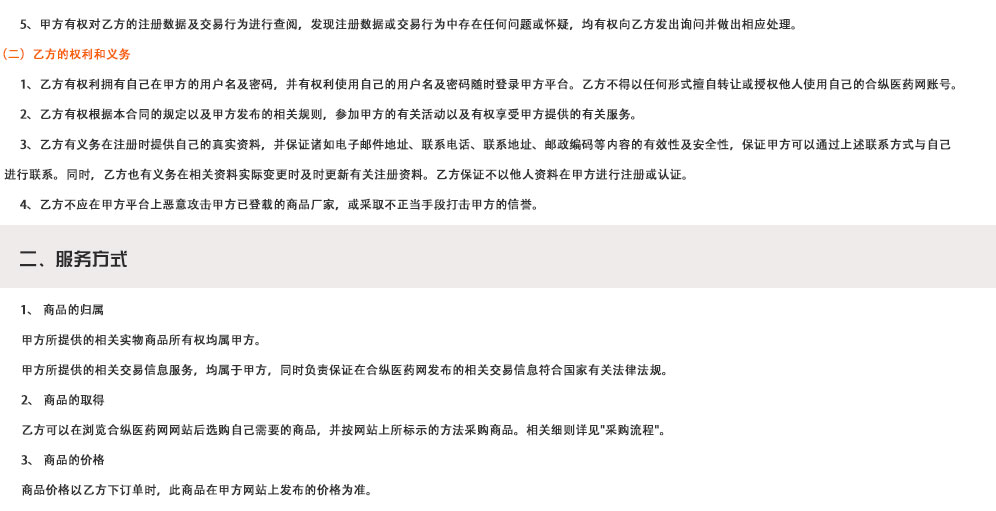 5、甲方有权对乙方的注册数据及交易行为进行查阅，发现注册数据或交易行为中存在任何问题或怀疑，均有权向乙方发出询问并做出相应处理。
（二）乙方的权利和义务
1、乙方有权利拥有自己在甲方的用户名及密码，并有权利使用自己的用户名及密码随时登录甲方平台。乙方不得以任何形式擅自转让或授权他人使用自己的合纵医药网账号。
2、乙方有权根据本合同的规定以及甲方发布的相关规则，参加甲方的有关活动以及有权享受甲方提供的有关服务。
3、乙方有义务在注册时提供自己的真实资料，并保证诸如电子邮件地址、联系电话、联系地址、邮政编码等内容的有效性及安全性，保证甲方可以通过上述联系方式与自己
进行联系。同时，乙方也有义务在相关资料实际变更时及时更新有关注册资料。乙方保证不以他人资料在甲方进行注册或认证。
4、乙方不应在甲方平台上恶意攻击甲方已登载的商品厂家，或采取不正当手段打击甲方的信誉。
二、服务方式
1、 商品的归属
甲方所提供的相关实物商品所有权均属甲方。
甲方所提供的相关交易信息服务，均属于甲方，同时负责保证在合纵医药网发布的相关交易信息符合国家有关法律法规。
2、 商品的取得
乙方可以在浏览合纵医药网网站后选购自己需要的商品，并按网站上所标示的方法采购商品。相关细则详见"采购流程"。
3、 商品的价格
商品价格以乙方下订单时，此商品在甲方网站上发布的价格为准。